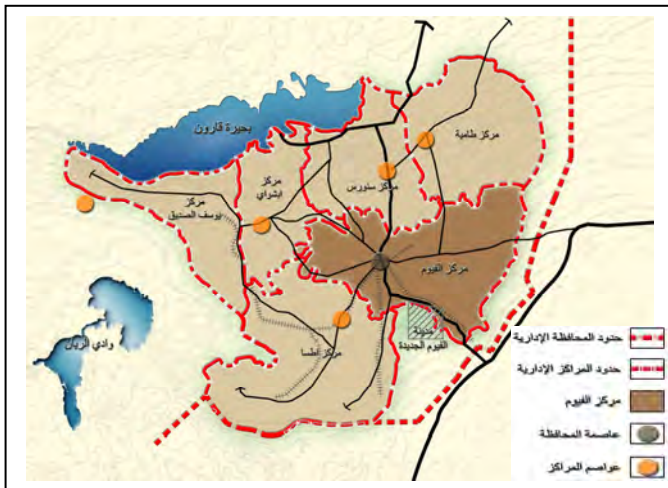 بحيرة قارون
مركز طامية
مركز سنورس
مركز
ابشواي
مركز
يوسف الصديق
مركز الفيوم
مدينة
الفيوم الجديدة
وادي الريان
مركز أطسا
حدود المحافظة الإدارية
حدود المراكز الإدارية
مركز الفيوم
عاصمة المحافظة
عواصم المراكز